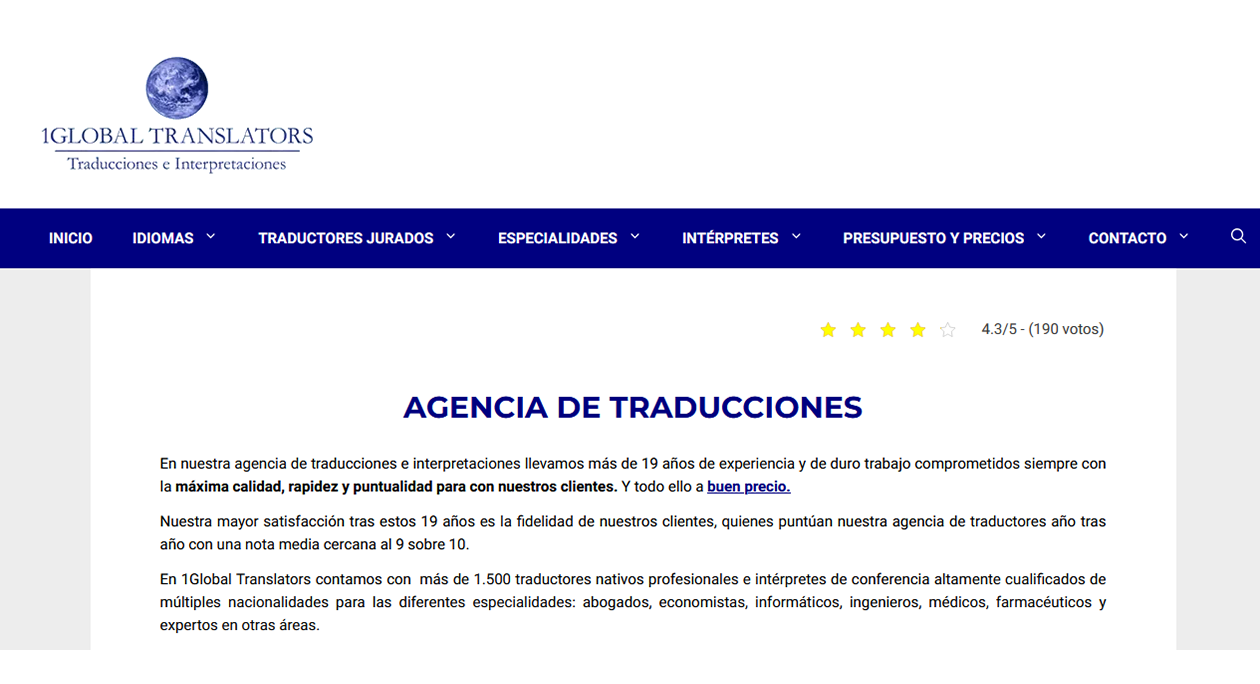 1GLOBAL TRANSLATORS
Traducciones e Interpretaciones
INICIO IDIOMAS TRADUCTORES JURADOS ESPECIALIDADES INTÉRPRETES PRESUPUESTO Y PRECIOS CONTACTO
4.3/5 - (190 votos)
AGENCIA DE TRADUCCIONES
En nuestra agencia de traducciones e interpretaciones llevamos más de 19 años de experiencia y de duro trabajo comprometidos siempre con
la máxima calidad, rapidez y puntualidad para con nuestros clientes. Y todo ello a buen precio.
Nuestra mayor satisfacción tras estos 19 años es la fidelidad de nuestros clientes, quienes puntúan nuestra agencia de traductores año tras
año con una nota media cercana al 9 sobre 10.
En 1Global Translators contamos con más de 1.500 traductores nativos profesionales e intérpretes de conferencia altamente cualificados de
múltiples nacionalidades para las diferentes especialidades: abogados, economistas, informáticos, ingenieros, médicos, farmacéuticos y
expertos en otras áreas.